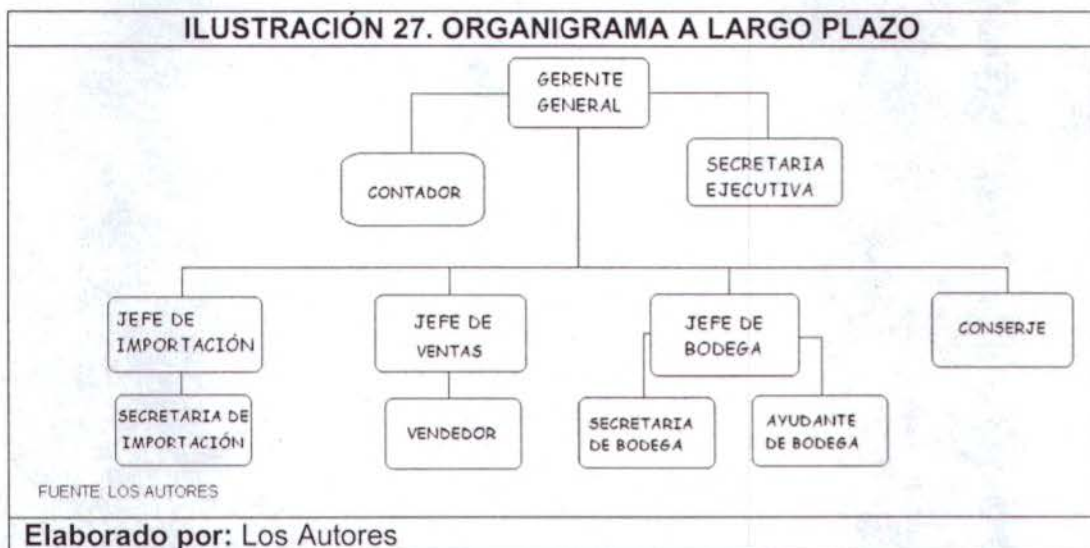 ILUSTRACIÓN 27. ORGANIGRAMA A LARGO PLAZO
GERENTE
GENERAL
CONTADOR
SECRETARIA
EJECUTIVA
JEFE DE
IMPORTACIÓN
JEFE DE
VENTAS
JEFE DE
BODEGA
CONSERJE
SECRETARIA DE
IMPORTACIÓN
VENDEDOR
SECRETARIA
DE BODEGA
AYUDANTE
DE BODEGA
FUENTE: LOS AUTORES
Elaborado por: Los Autores